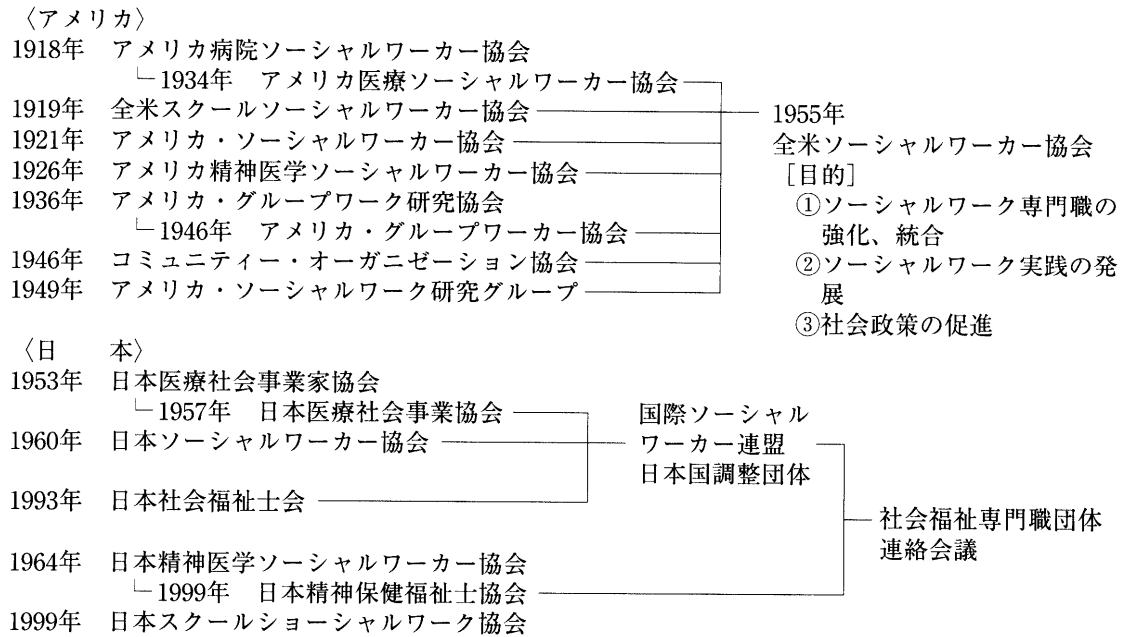 〈アメリカ〉
1918年 アメリカ病院ソーシャルワーカー協会
1934年 アメリカ医療ソーシャルワーカー協会
1919年 全米スクールソーシャルワーカー協会
1921年 アメリカ・ソーシャルワーカー協会
1926年 アメリカ精神医学ソーシャルワーカー協会
1936年 アメリカ・グループワーク研究協会
1946年 アメリカ・グループワーカー協会
1946年 コミュニティー・オーガニゼーション協会
1949年 アメリカ・ソーシャルワーク研究グループ
1955年
全米ソーシャルワーカー協会
［目的］
①ソーシャルワーク専門職の
強化、統合
②ソーシャルワーク実践の発
展
③社会政策の促進
〈日　本〉
1953年 日本医療社会事業家協会
1957年 日本医療社会事業協会
1960年 日本ソーシャルワーカー協会
1993年 日本社会福祉士会
国際ソーシャル
ワーカー連盟
日本国調整団体
1964年 日本精神医学ソーシャルワーカー協会
1999年 日本精神保健福祉士協会
1999年 日本スクールショーシャルワーク協会
社会福祉専門職団体
連絡会議